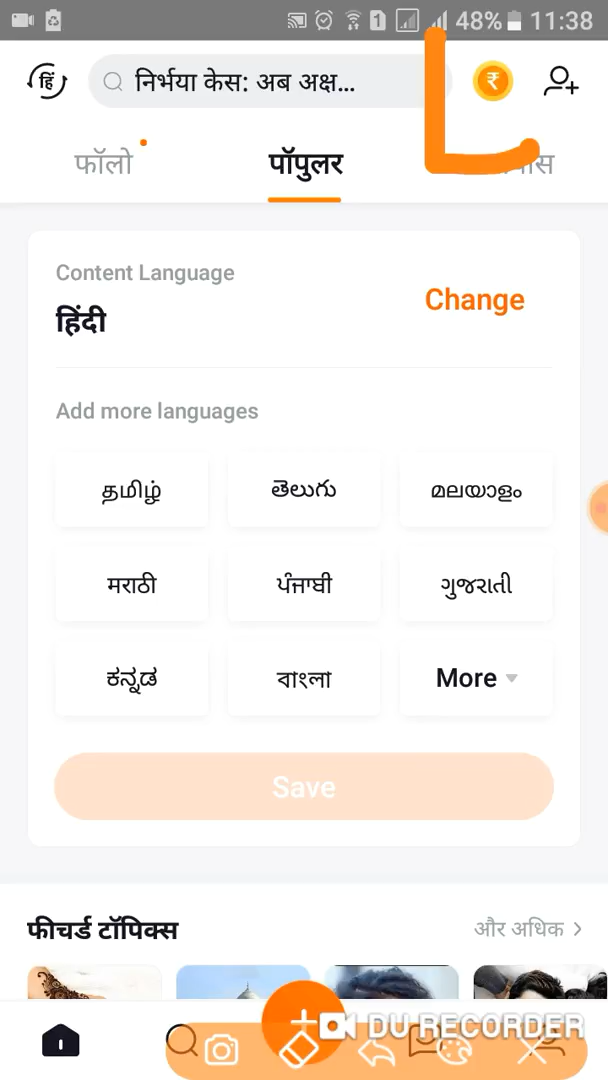 1 48% 11:38
हिं निर्भया केस: अब अक्ष... ₹
फॉलो पॉपुलर
Content Language
हिंदी
Change
Add more languages
தமிழ் తెలుగు മലയാളം
मराठी ਪੰਜਾਬੀ ગુજરાતી
ಕನ್ನಡ বাংলা More
Save
फीचर्ड टॉपिक्स और अधिक >
DU RECORDER